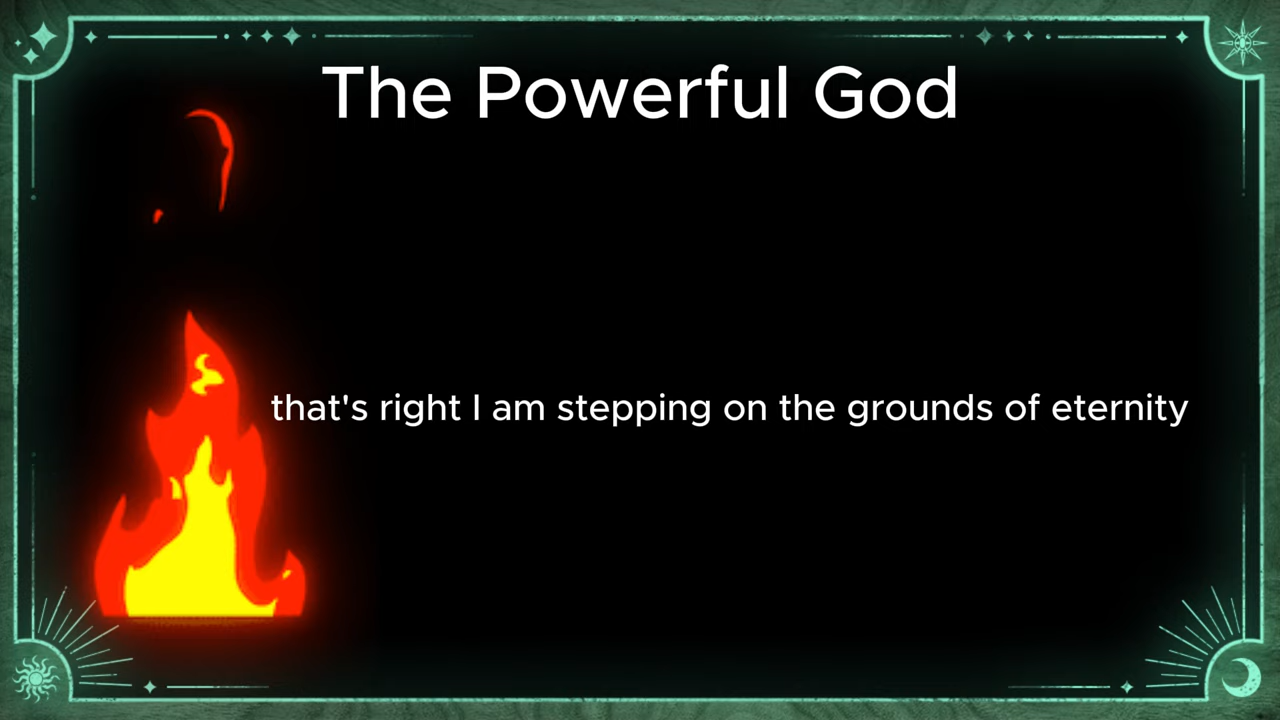 The Powerful God
that's right I am stepping on the grounds of eternity